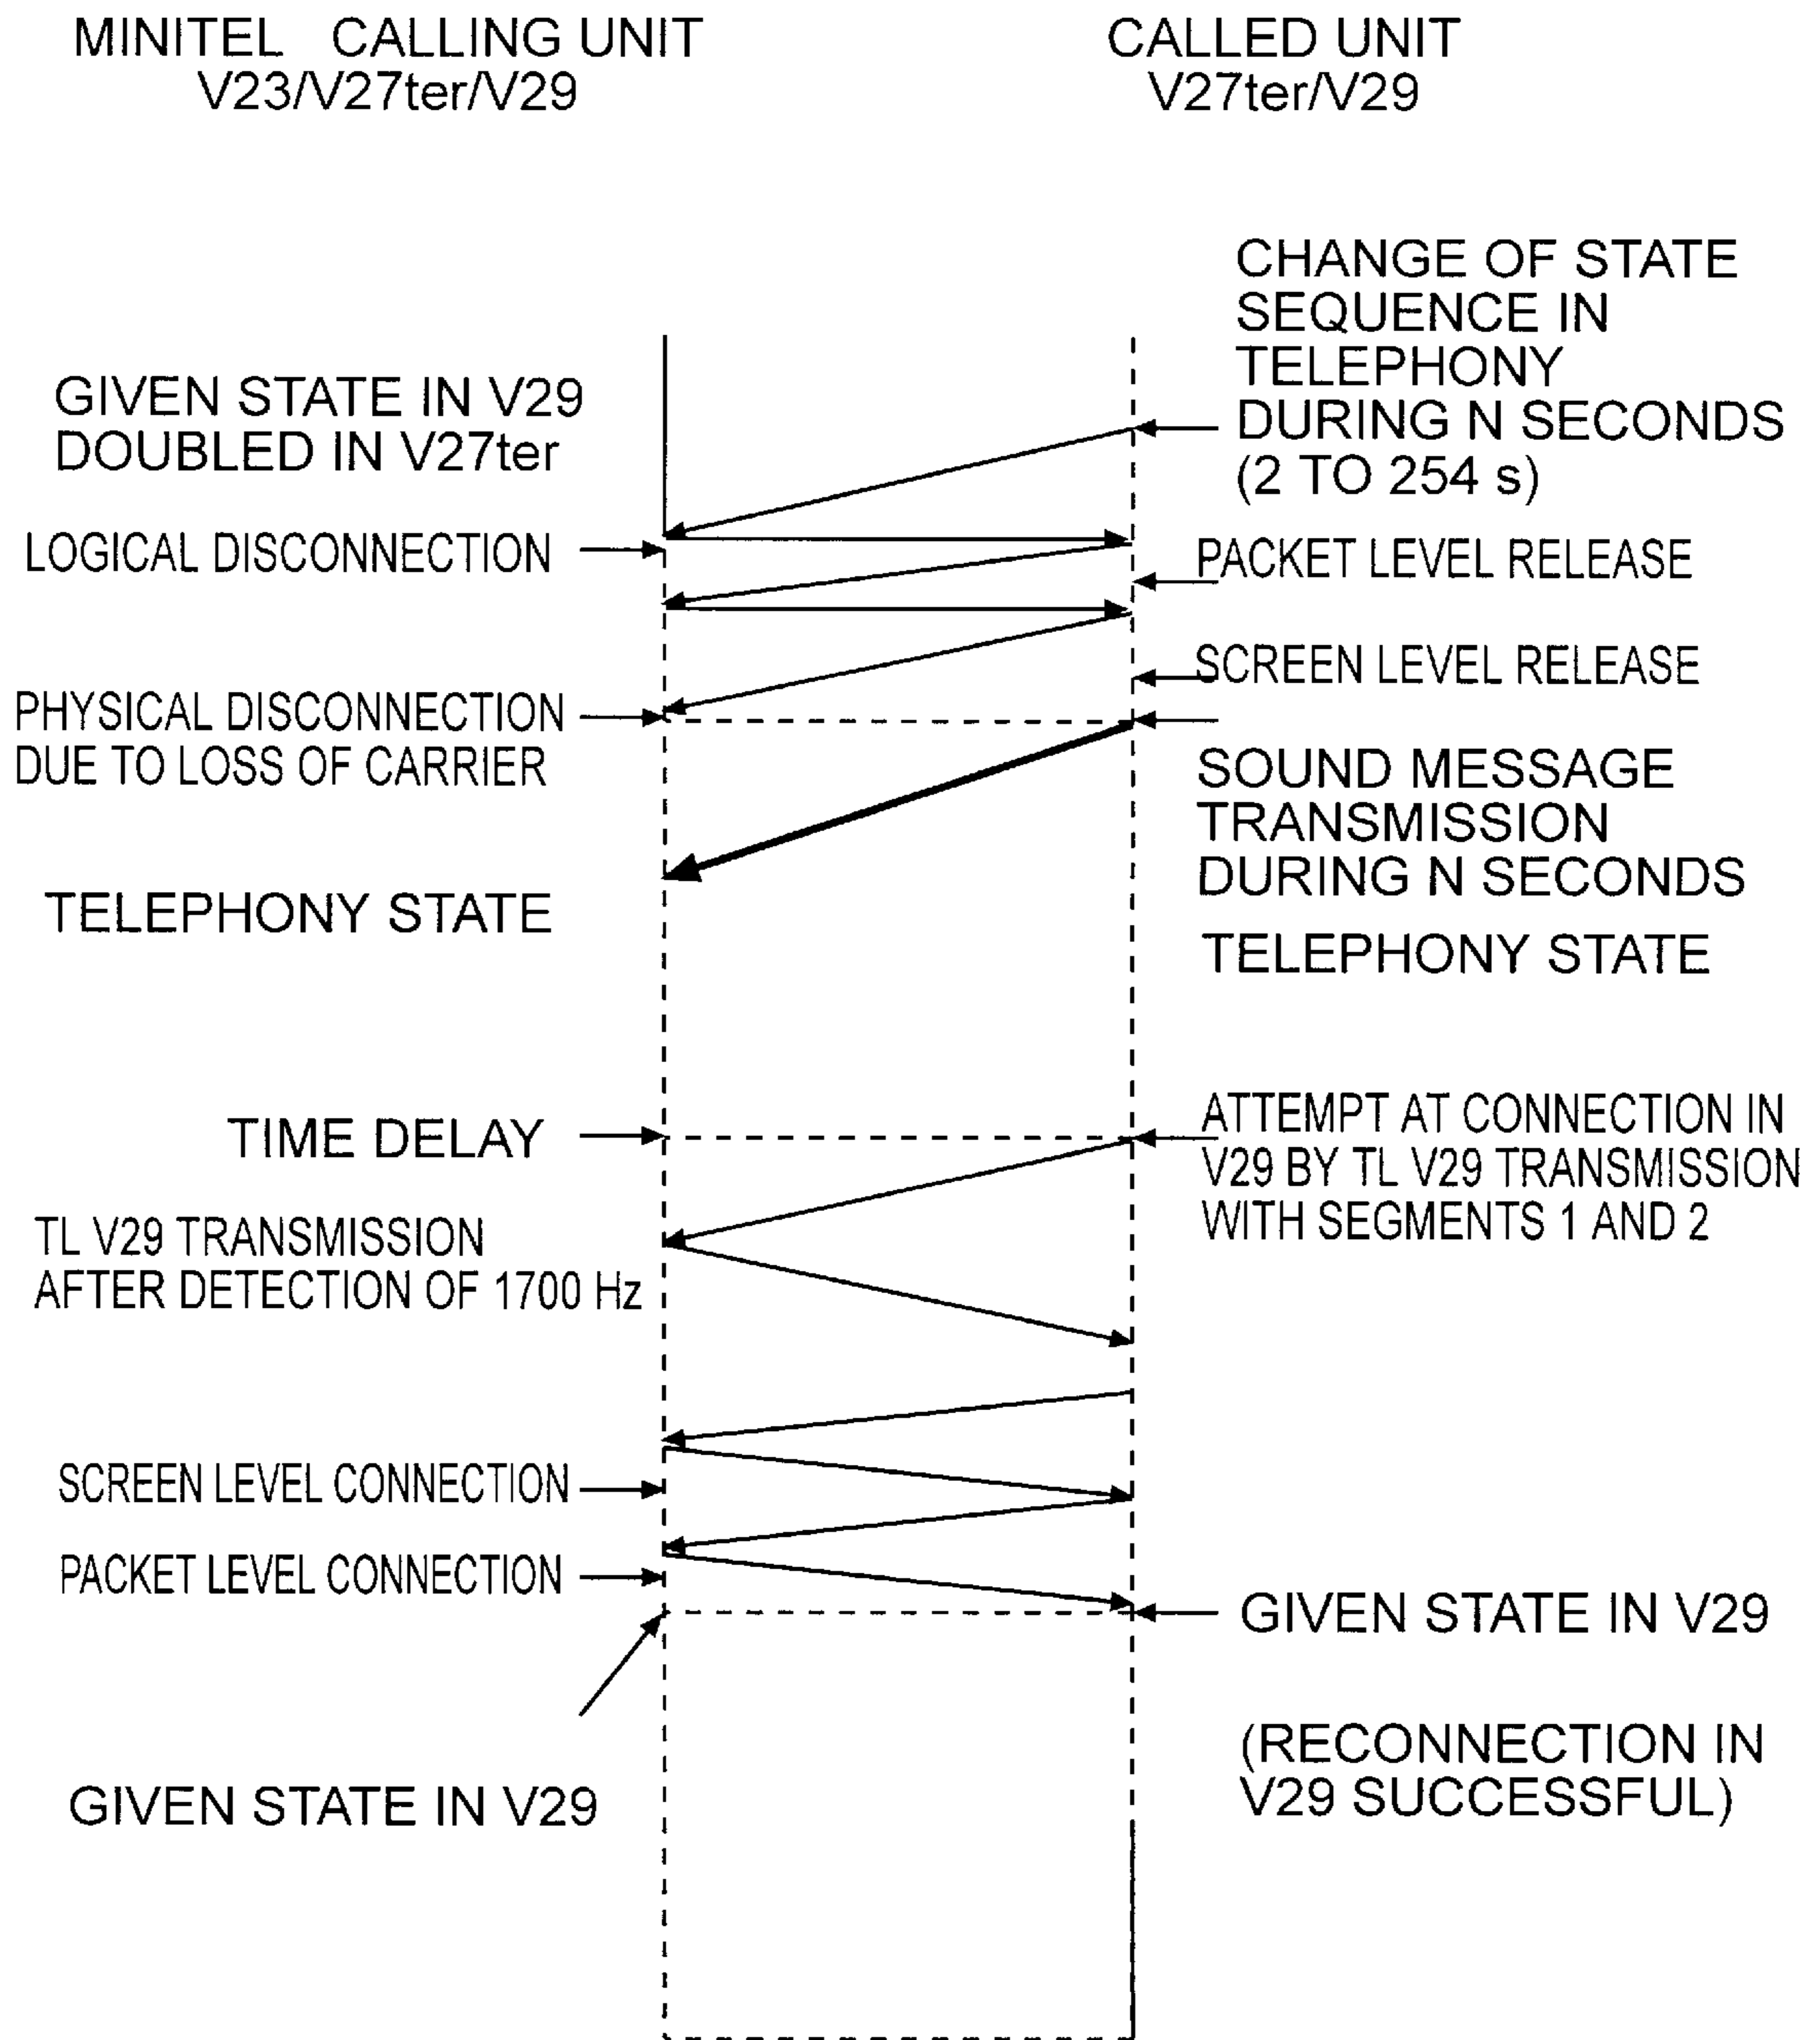 MINITEL CALLING UNIT
V23/V27ter/V29
CALLED UNIT
V27ter/V29
CHANGE OF STATE
SEQUENCE IN
TELEPHONY
DURING N SECONDS
(2 TO 254 s)
GIVEN STATE IN V29
DOUBLED IN V27ter
LOGICAL DISCONNECTION
PACKET LEVEL RELEASE
SCREEN LEVEL RELEASE
PHYSICAL DISCONNECTION
DUE TO LOSS OF CARRIER
SOUND MESSAGE
TRANSMISSION
DURING N SECONDS
TELEPHONY STATE
TELEPHONY STATE
TIME DELAY
ATTEMPT AT CONNECTION IN
V29 BY TL V29 TRANSMISSION
WITH SEGMENTS 1 AND 2
TL V29 TRANSMISSION
AFTER DETECTION OF 1700 Hz
SCREEN LEVEL CONNECTION
PACKET LEVEL CONNECTION
GIVEN STATE IN V29
(RECONNECTION IN
V29 SUCCESSFUL)
GIVEN STATE IN V29